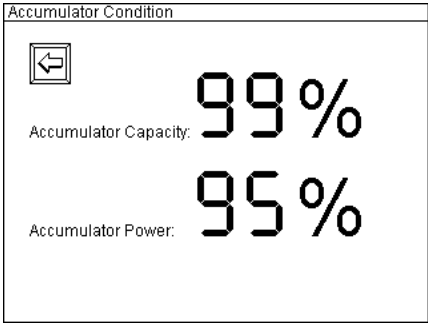 Accumulator Condition
Accumulator Capacity: 99%
Accumulator Power: 95%